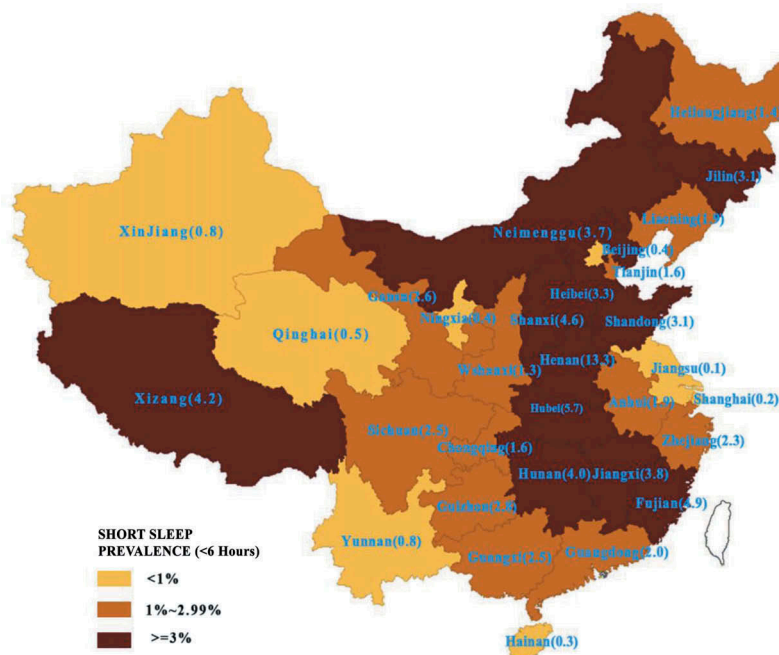 Heilongjiang(1.4)
Jilin(3.1)
Liaoning(1.9)
XinJiang(0.8)
Neimenggu(3.7)
Beijing(0.4)
Tianjin(1.6)
Gansu(2.6)
Heibei(3.3)
Ningxia(0.4)
Shanxi(4.6)
Shandong(3.1)
Qinghai(0.5)
Henan(13.3)
Jiangsu(0.1)
Xizang(4.2)
Shanghai(0.2)
Hubei(5.7)
Anhui(1.9)
Sichuan(2.5)
Zhejiang(2.3)
Chongqing(1.6)
Hunan(4.0)
Jiangxi(3.8)
Fujian(4.9)
Yunnan(0.8)
Guangxi(2.5)
Guangdong(2.0)
Hainan(0.3)
SHORT SLEEP
PREVALENCE (<6 Hours)
<1%
1%~2.99%
>=3%